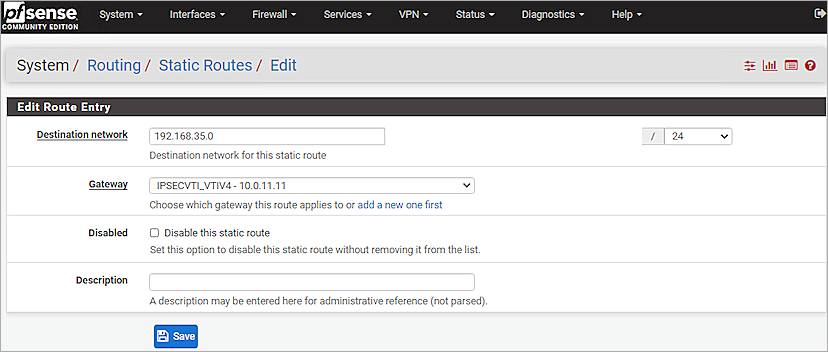 pfsense
COMMUNITY EDITION
System Interfaces Firewall Services VPN Status Diagnostics Help
System / Routing / Static Routes / Edit
Edit Route Entry
Destination network 192.168.35.0 / 24
Destination network for this static route
Gateway IPSECVTI_VTIV4 - 10.0.11.11
Choose which gateway this route applies to or add a new one first
Disabled Disable this static route
Set this option to disable this static route without removing it from the list.
Description
A description may be entered here for administrative reference (not parsed).
Save